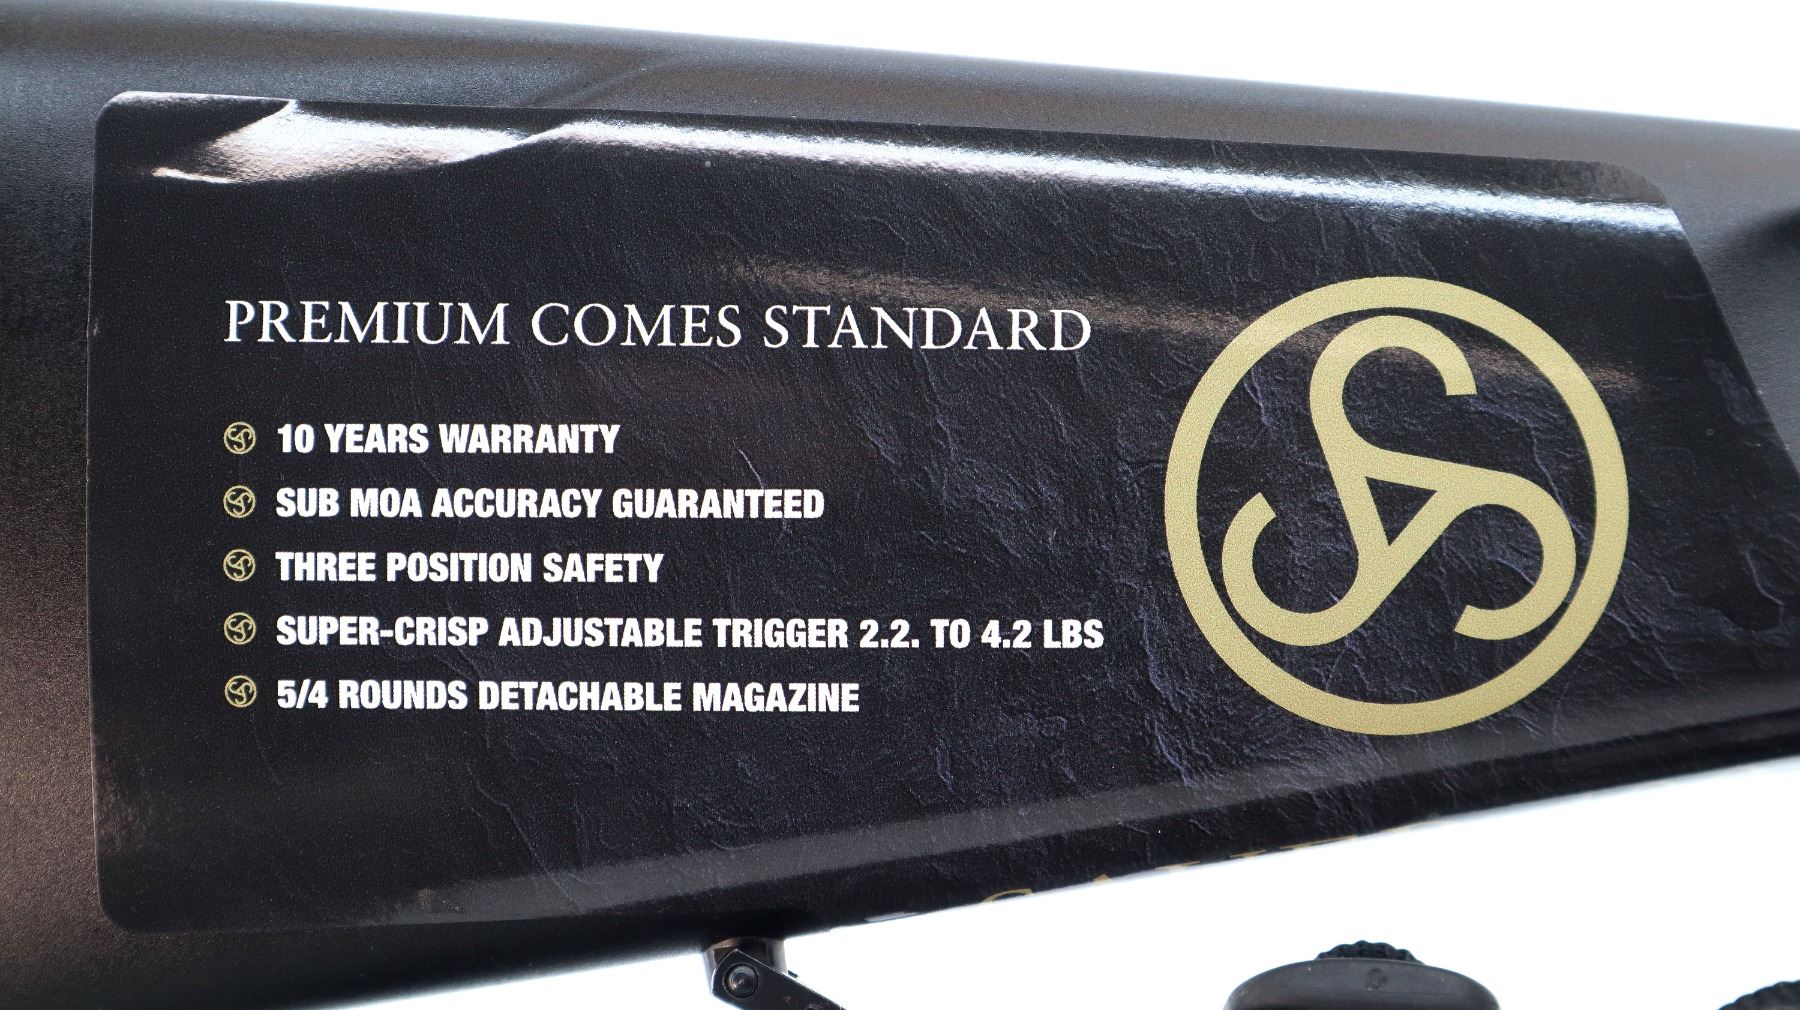 PREMIUM COMES STANDARD
10 YEARS WARRANTY
SUB MOA ACCURACY GUARANTEED
THREE POSITION SAFETY
SUPER-CRISP ADJUSTABLE TRIGGER 2.2. TO 4.2 LBS
5/4 ROUNDS DETACHABLE MAGAZINE